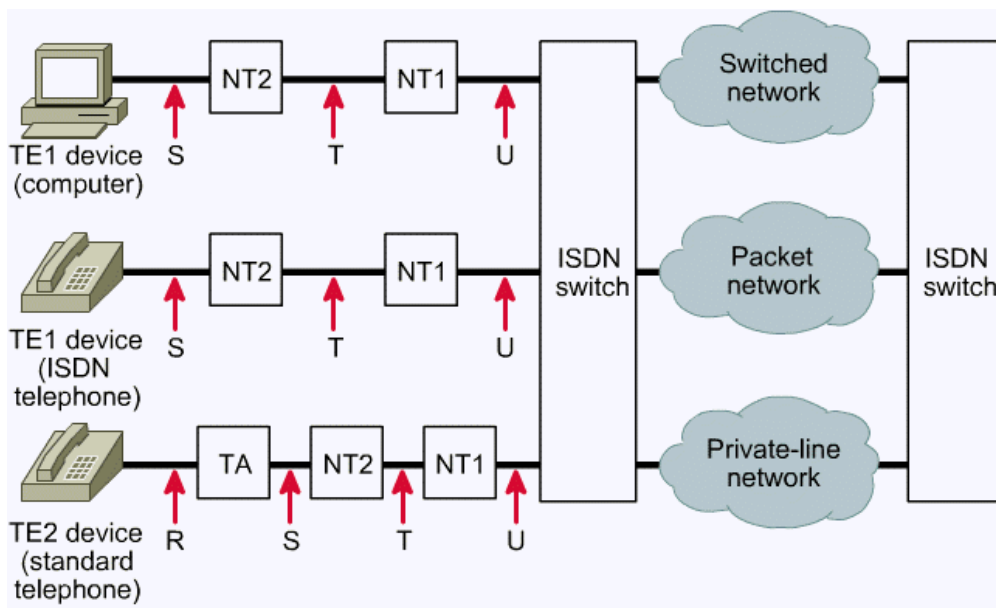 NT2
NT1
Switched
network
TE1 device
(computer)
S
T
U
NT2
NT1
ISDN
switch
Packet
network
ISDN
switch
TE1 device
(ISDN
telephone)
S
T
U
TA
NT2
NT1
Private-line
network
TE2 device
(standard
telephone)
R
S
T
U